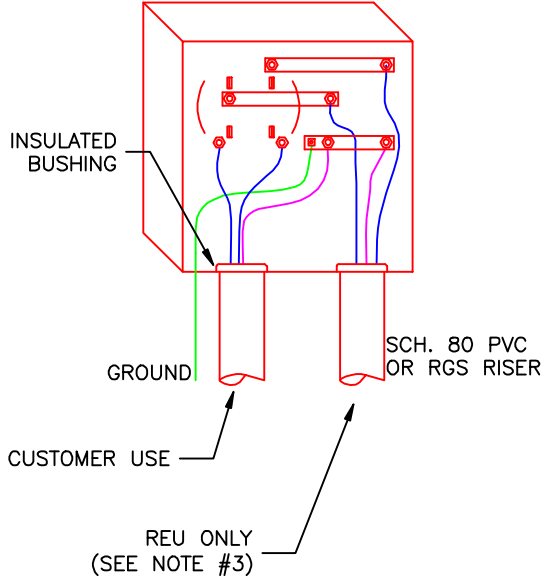 INSULATED
BUSHING
SCH. 80 PVC
OR RGS RISER
GROUND
CUSTOMER USE
REU ONLY
(SEE NOTE #3)